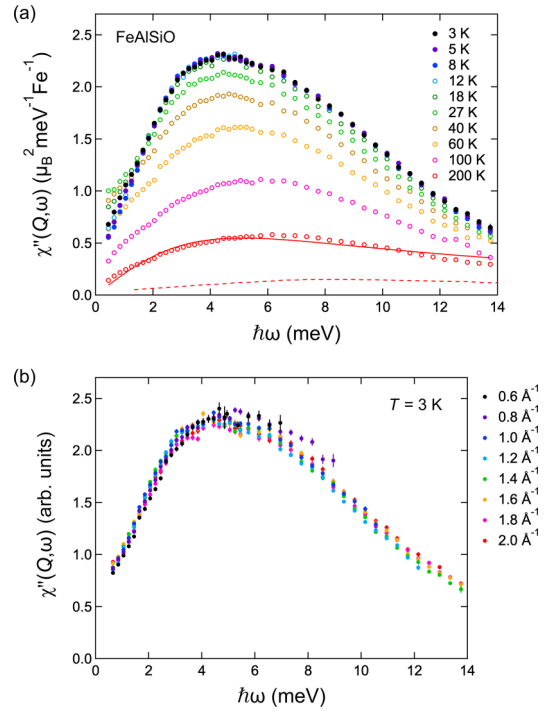 (a)
FeAlSiO
3 K
5 K
8 K
12 K
18 K
27 K
40 K
60 K
100 K
200 K
2.5
2.0
1.5
1.0
0.5
0.0
χ"(Q,ω) (μB² meV⁻¹ Fe⁻¹)
0 2 4 6 8 10 12 14
ħω (meV)
(b)
T = 3 K
0.6 Å⁻¹
0.8 Å⁻¹
1.0 Å⁻¹
1.2 Å⁻¹
1.4 Å⁻¹
1.6 Å⁻¹
1.8 Å⁻¹
2.0 Å⁻¹
2.5
2.0
1.5
1.0
0.5
0.0
χ"(Q,ω) (arb. units)
0 2 4 6 8 10 12 14
ħω (meV)